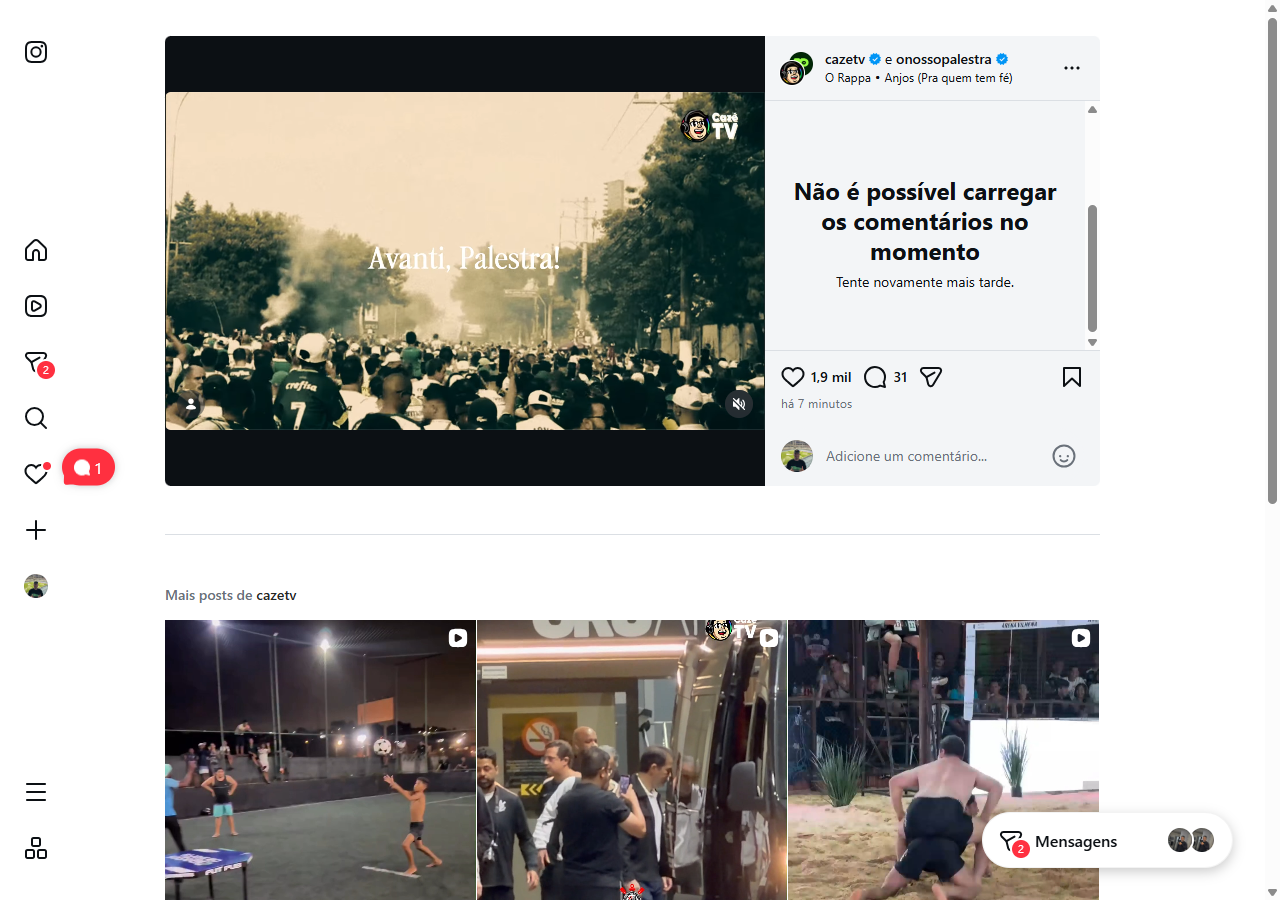 cazetv e onossopalestra
O Rappa • Anjos (Pra quem tem fé)
Cazé
TV
Avanti, Palestra!
crefisa
7
Não é possível carregar
os comentários no
momento
Tente novamente mais tarde.
1,9 mil 31
há 7 minutos
Adicione um comentário...
2
1
Mais posts de cazetv
TV
Mensagens
2